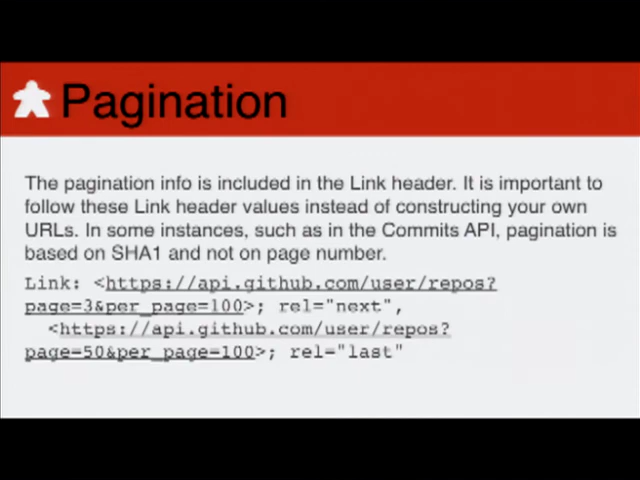 Pagination
The pagination info is included in the Link header. It is important to
follow these Link header values instead of constructing your own
URLs. In some instances, such as in the Commits API, pagination is
based on SHA1 and not on page number.
Link: <https://api.github.com/user/repos?
page=3&per_page=100>; rel="next",
<https://api.github.com/user/repos?
page=50&per_page=100>; rel="last"